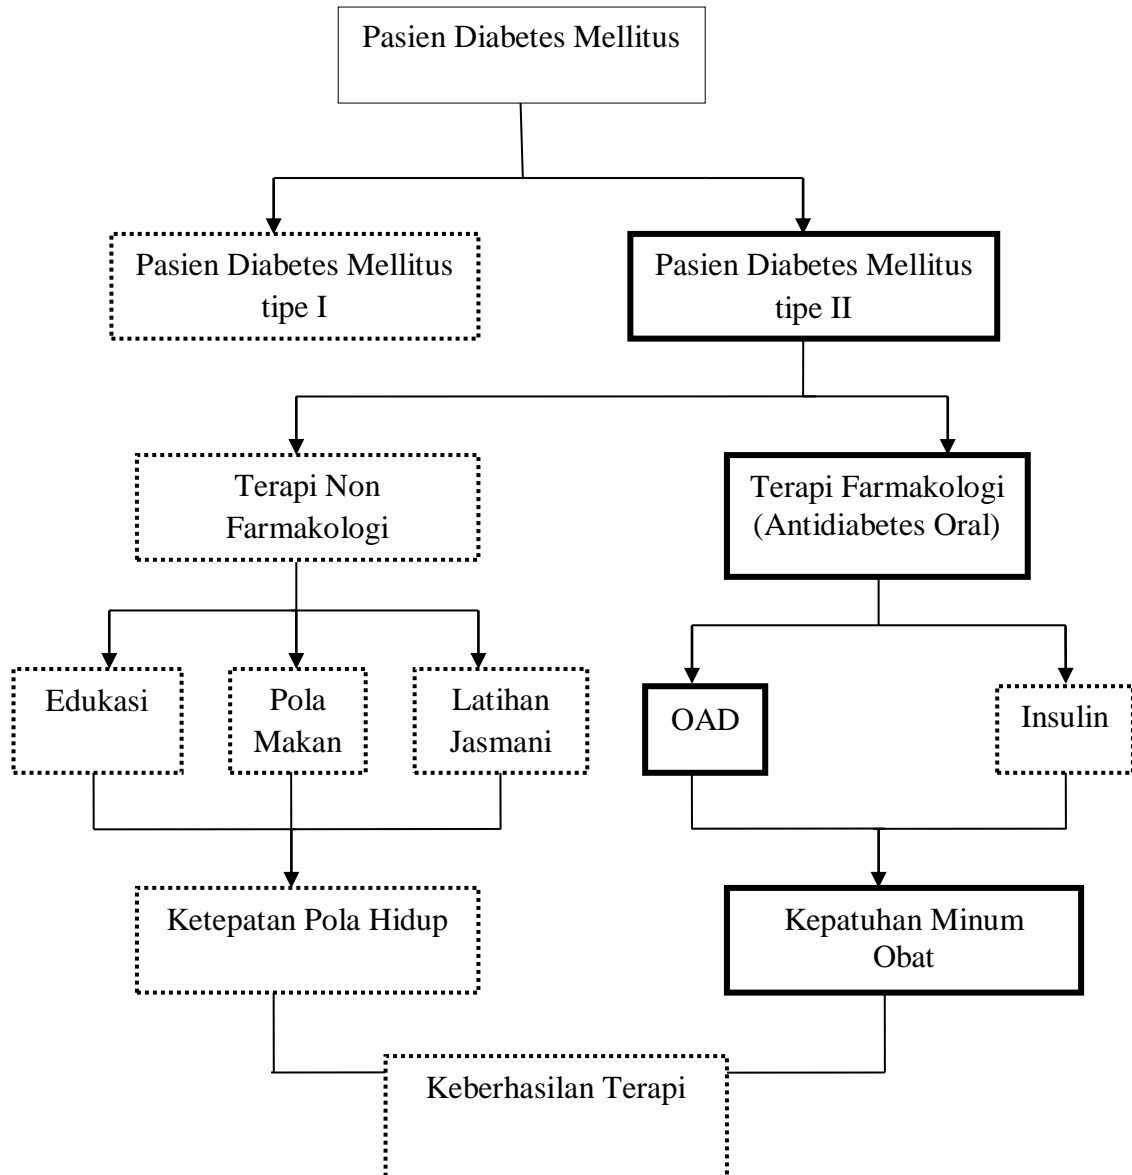 Pasien Diabetes Mellitus
Pasien Diabetes Mellitus
tipe I
Pasien Diabetes Mellitus
tipe II
Terapi Non
Farmakologi
Terapi Farmakologi
(Antidiabetes Oral)
Edukasi
Pola
Makan
Latihan
Jasmani
OAD
Insulin
Ketepatan Pola Hidup
Kepatuhan Minum
Obat
Keberhasilan Terapi